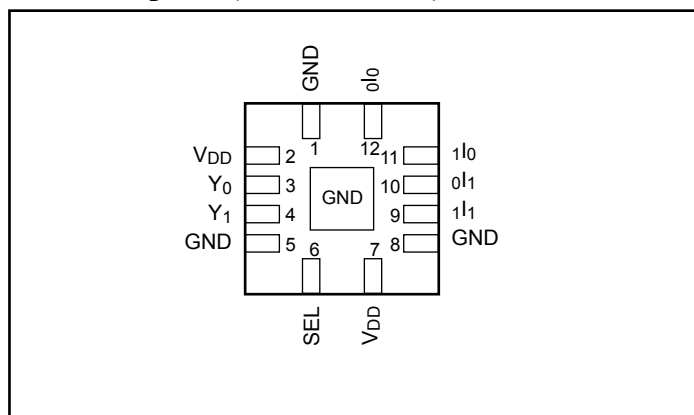 GND
0I0
1
12
VDD 2
11 1I0
Y0 3
10 0I1
GND
Y1 4
9 1I1
GND 5
8 GND
6
7
SEL
VDD